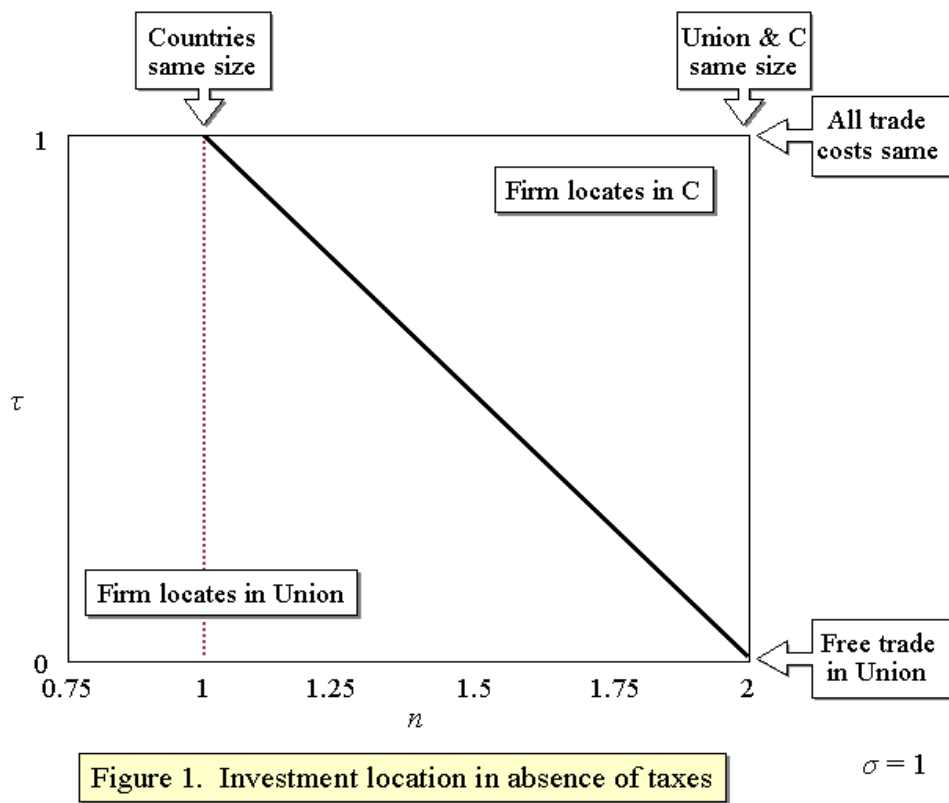 Countries
same size
Union & C
same size
All trade
costs same
1
Firm locates in C
τ
Firm locates in Union
Free trade
in Union
0
0.75 1 1.25 1.5 1.75 2
n
Figure 1. Investment location in absence of taxes
σ = 1